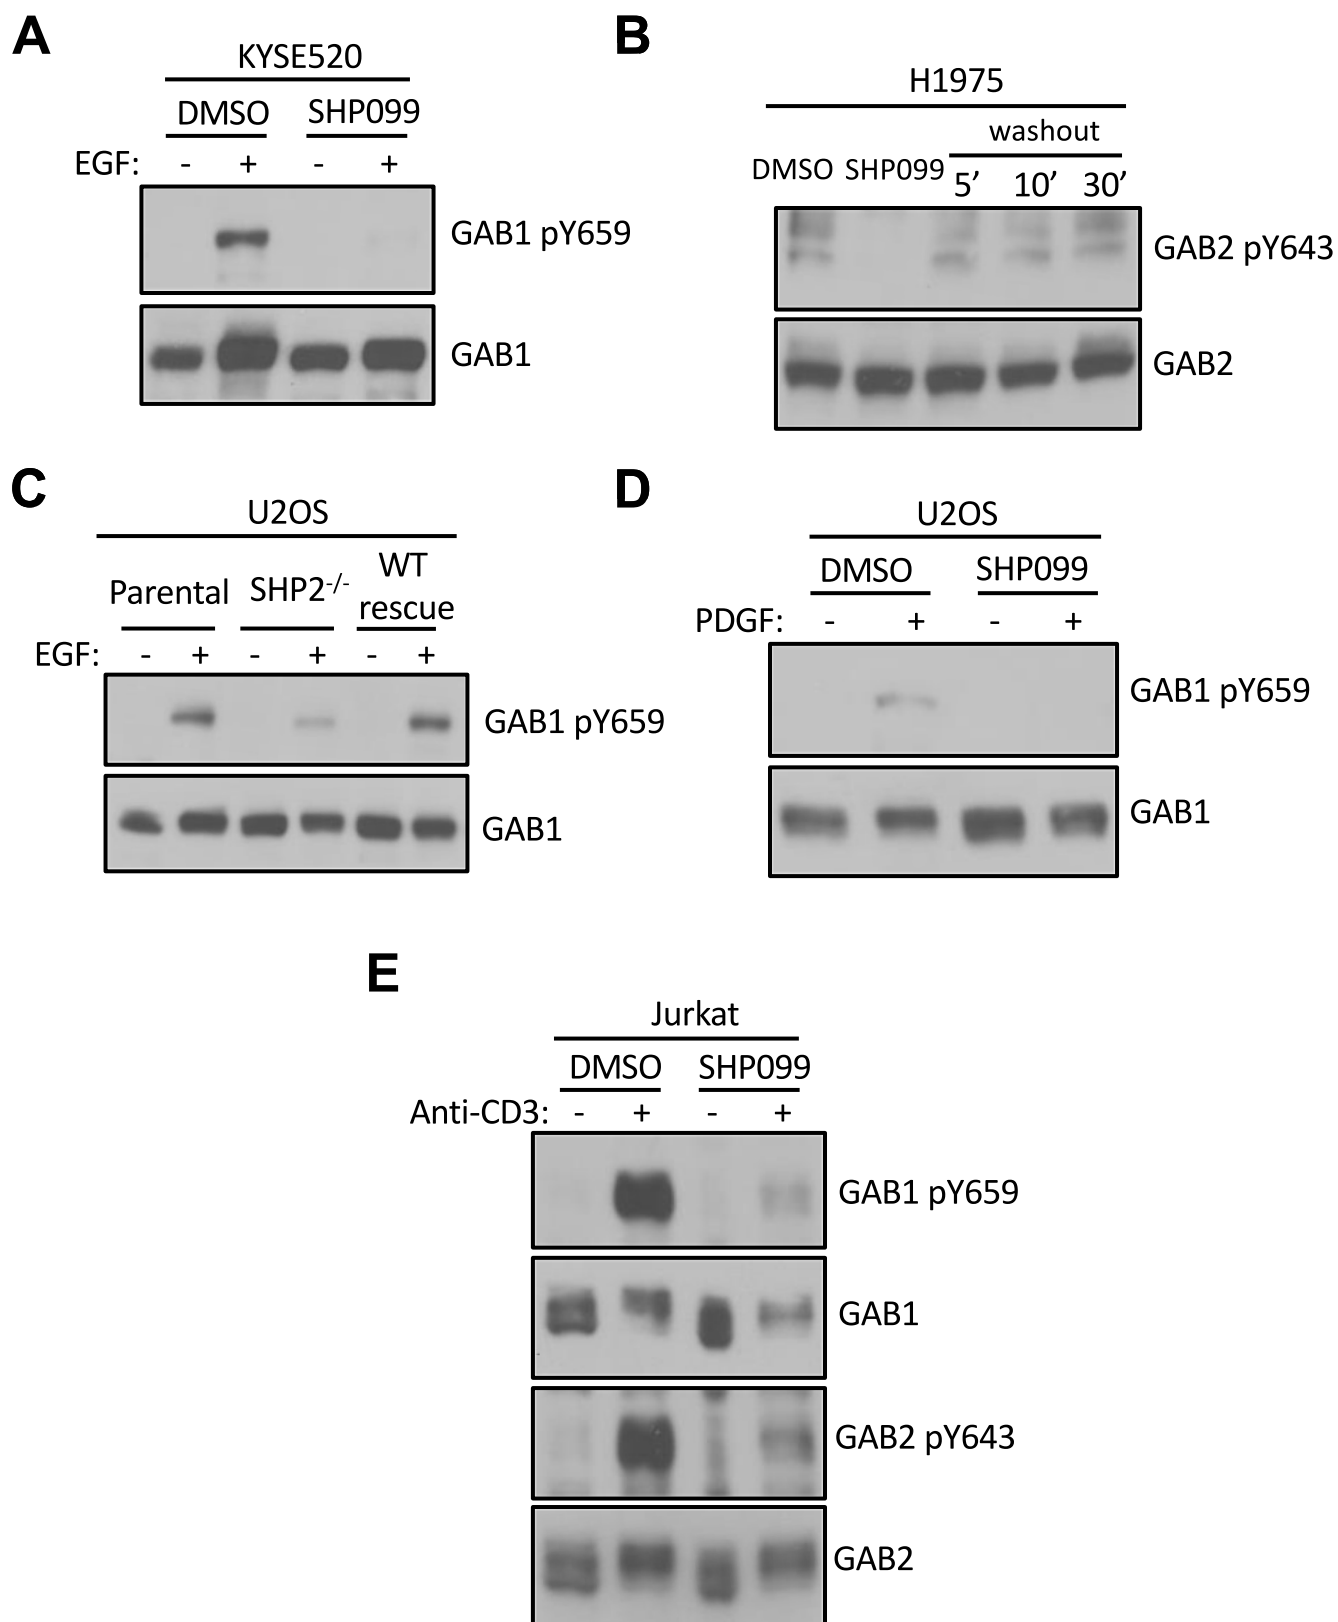 A
KYSE520
DMSO SHP099
EGF: - + - +
GAB1 pY659
GAB1
B
H1975
washout
DMSO SHP099 5’ 10’ 30’
GAB2 pY643
GAB2
C
U2OS
Parental SHP2-/- WT rescue
EGF: - + - + - +
GAB1 pY659
GAB1
D
U2OS
DMSO SHP099
PDGF: - + - +
GAB1 pY659
GAB1
E
Jurkat
DMSO SHP099
Anti-CD3: - + - +
GAB1 pY659
GAB1
GAB2 pY643
GAB2